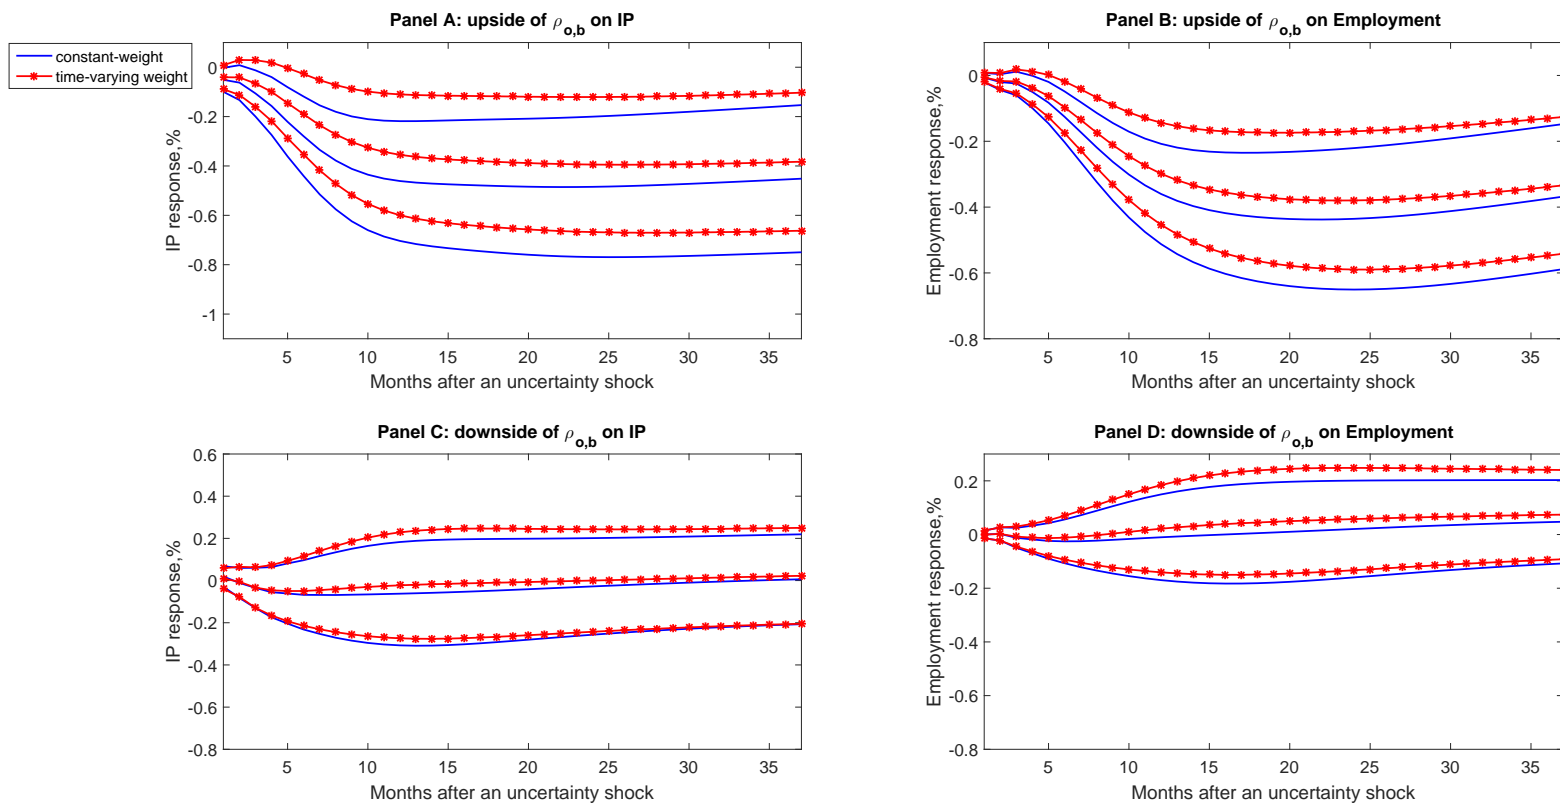 Panel A: upside of ρo,b on IP
constant-weight
time-varying weight
IP response,%
0
-0.2
-0.4
-0.6
-0.8
-1
5 10 15 20 25 30 35
Months after an uncertainty shock
Panel B: upside of ρo,b on Employment
Employment response,%
0
-0.2
-0.4
-0.6
-0.8
5 10 15 20 25 30 35
Months after an uncertainty shock
Panel C: downside of ρo,b on IP
IP response,%
0.6
0.4
0.2
0
-0.2
-0.4
-0.6
-0.8
5 10 15 20 25 30 35
Months after an uncertainty shock
Panel D: downside of ρo,b on Employment
Employment response,%
0.2
0
-0.2
-0.4
-0.6
-0.8
5 10 15 20 25 30 35
Months after an uncertainty shock